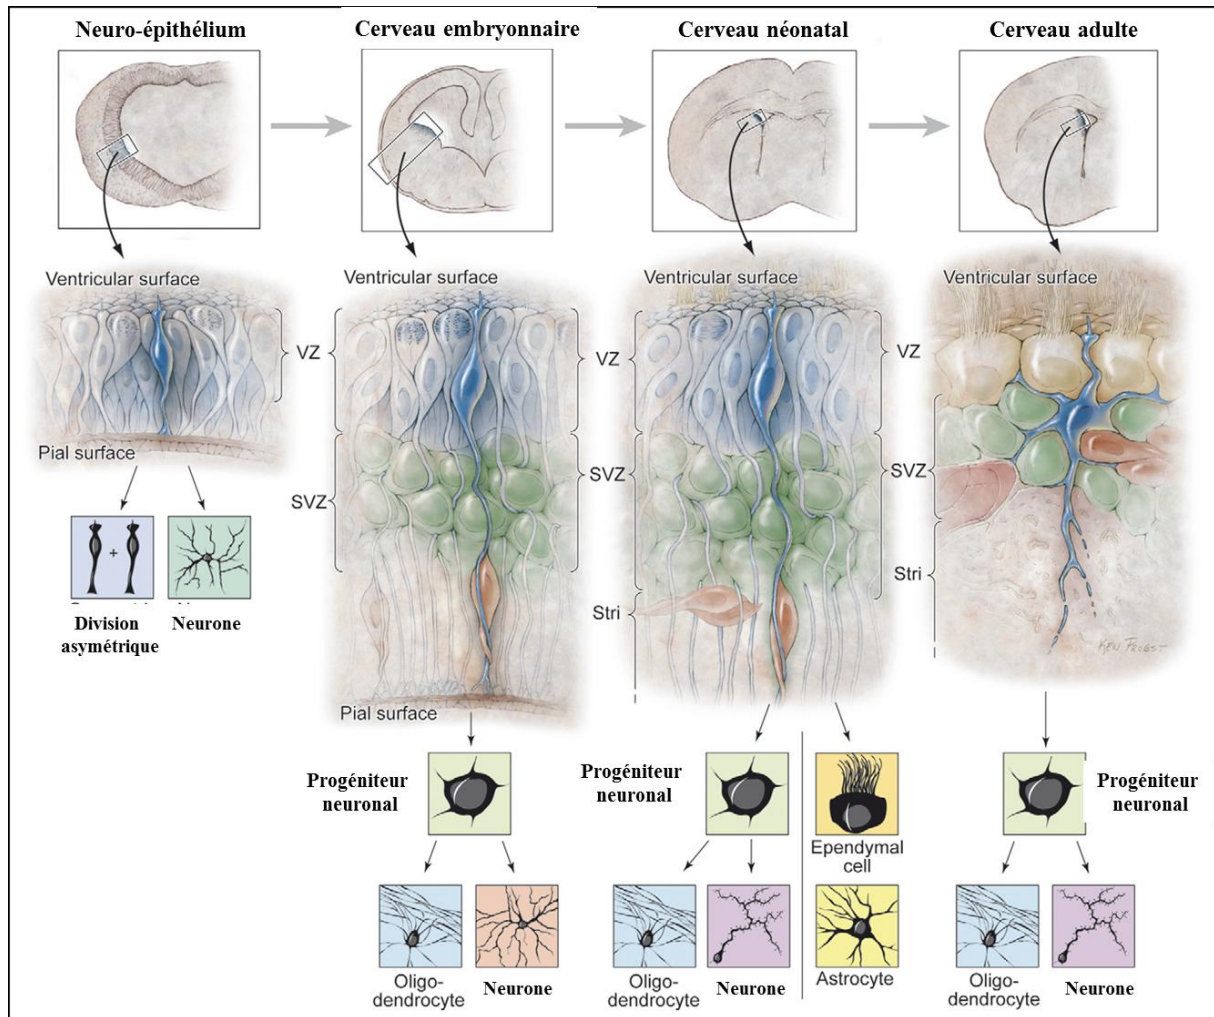 Neuro-épithélium
Cerveau embryonnaire
Cerveau néonatal
Cerveau adulte
Ventricular surface
Ventricular surface
Ventricular surface
Ventricular surface
VZ
VZ
VZ
Pial surface
SVZ
SVZ
SVZ
Stri
Stri
Pial surface
+
Division
asymétrique
Neurone
KEN PROBST
Progéniteur
neuronal
Progéniteur
neuronal
Ependymal
cell
Progéniteur
neuronal
Oligo-
dendrocyte
Neurone
Oligo-
dendrocyte
Neurone
Astrocyte
Oligo-
dendrocyte
Neurone